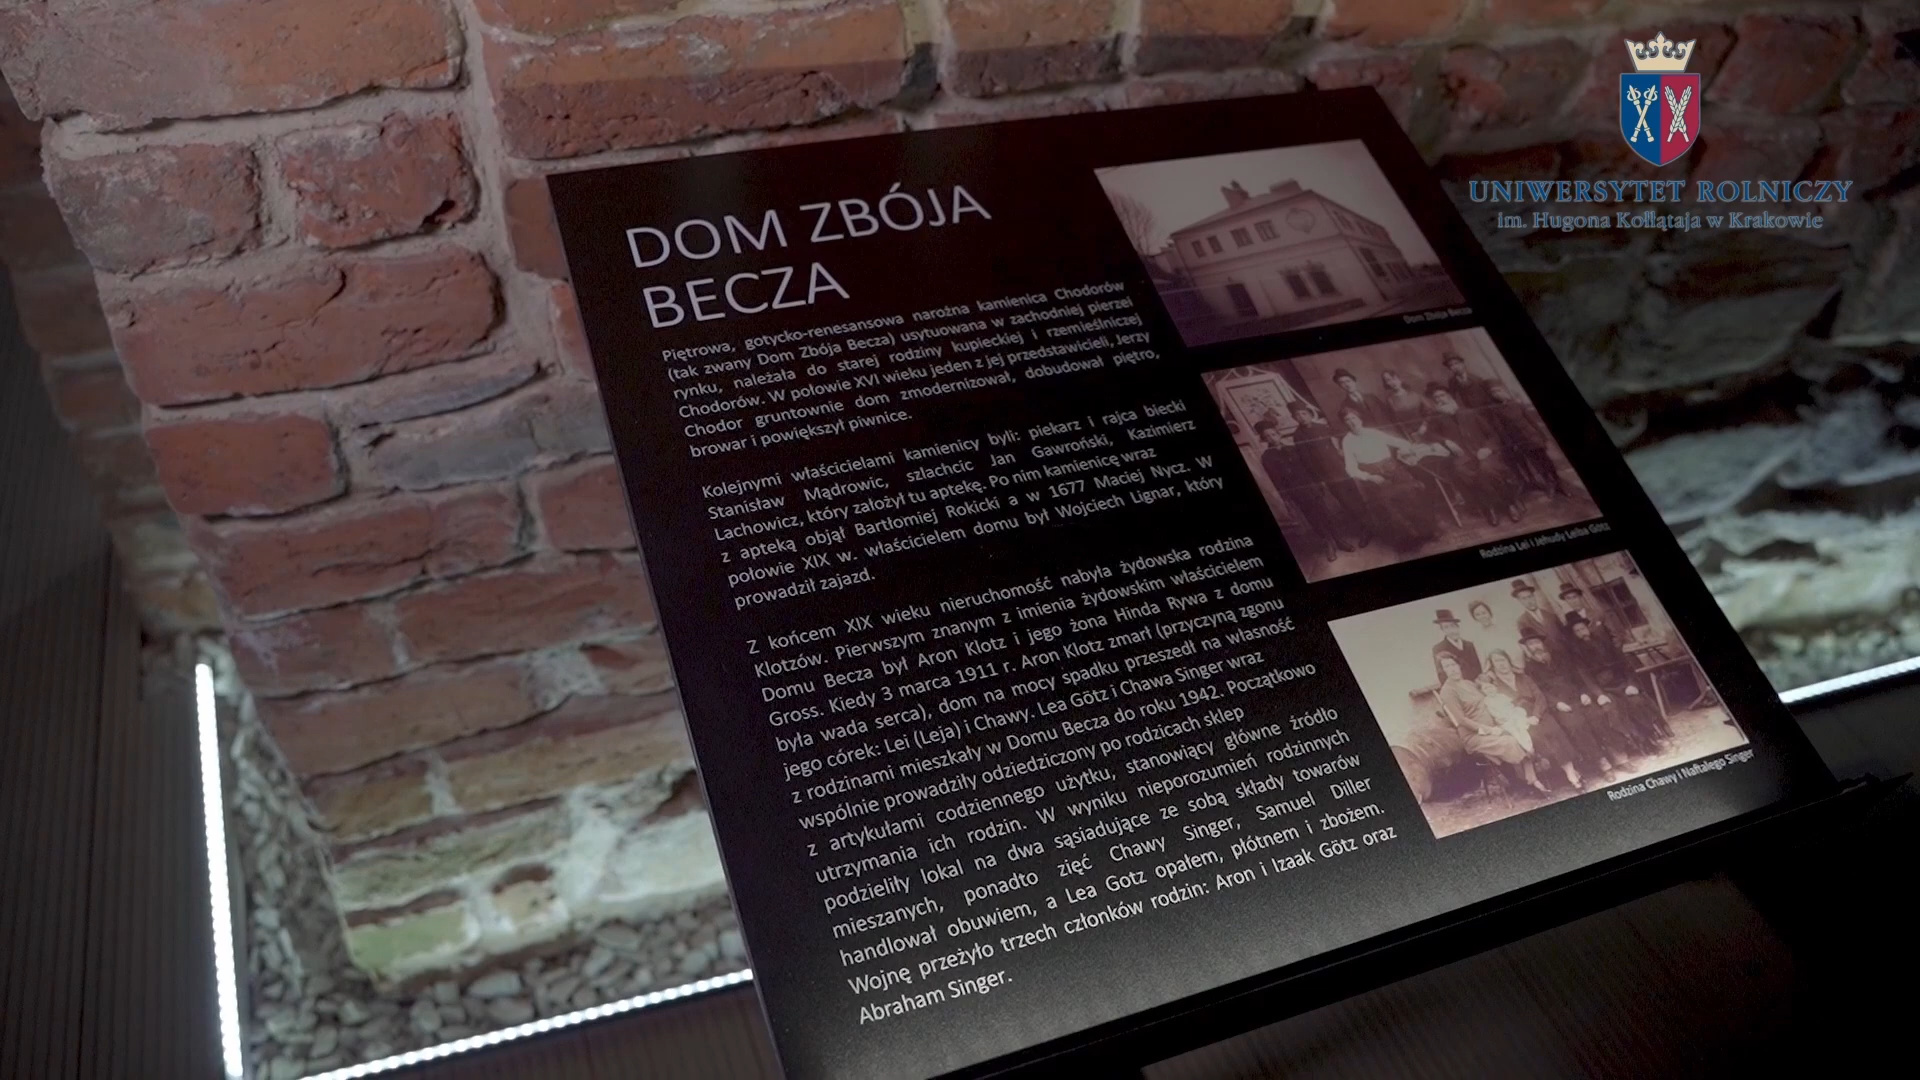 UNIWERSYTET ROLNICZY
im. Hugona Kołłątaja w Krakowie
DOM ZBÓJA
BECZA
Piętrowa, gotycko-renesansowa narożna kamienica Chodorów
(tak zwany Dom Zbója Becza) usytuowana w zachodniej pierzei
rynku, należała do starej rodziny kupieckiej i rzemieślniczej
Chodorów. W połowie XVI wieku jeden z jej przedstawicieli, Jerzy
Chodor gruntownie dom zmodernizował, dobudował piętro,
browar i powiększył piwnice.
Kolejnymi właścicielami kamienicy byli: piekarz i rajca biecki
Stanisław Mądrowic, szlachcic Jan Gawroński, Kazimierz
Lachowicz, który założył tu aptekę. Po nim kamienicę wraz
z apteką objął Bartłomiej Rokicki a w 1677 Maciej Nycz. W
połowie XIX w. właścicielem domu był Wojciech Lignar, który
prowadził zajazd.
Z końcem XIX wieku nieruchomość nabyła żydowska rodzina
Klotzów. Pierwszym znanym z imienia żydowskim właścicielem
Domu Becza był Aron Klotz i jego żona Hinda Rywa z domu
Gross. Kiedy 3 marca 1911 r. Aron Klotz zmarł (przyczyną zgonu
była wada serca), dom na mocy spadku przeszedł na własność
jego córek: Lei (Leja) i Chawy. Lea Götz i Chawa Singer wraz
z rodzinami mieszkały w Domu Becza do roku 1942. Początkowo
wspólnie prowadziły odziedziczony po rodzicach sklep
z artykułami codziennego użytku, stanowiący główne źródło
utrzymania ich rodzin. W wyniku nieporozumień rodzinnych
podzieliły lokal na dwa sąsiadujące ze sobą składy towarów
mieszanych, ponadto zięć Chawy Singer, Samuel Diller
handlował obuwiem, a Lea Gotz opałem, płótnem i zbożem.
Wojnę przeżyło trzech członków rodzin: Aron i Izaak Götz oraz
Abraham Singer.
Dom Zbója Becza
Rodzina Lei i Jehudy Leiba Götz
Rodzina Chawy i Naftalego Singer